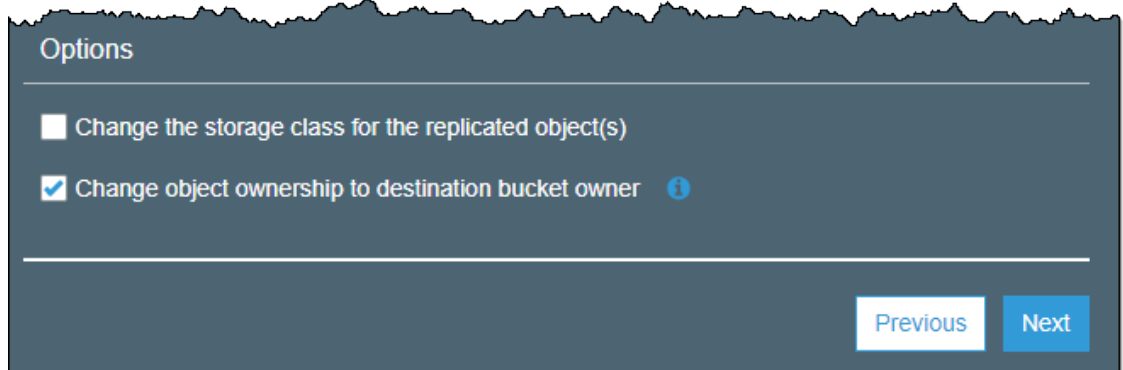 Options
Change the storage class for the replicated object(s)
Change object ownership to destination bucket owner
Previous
Next